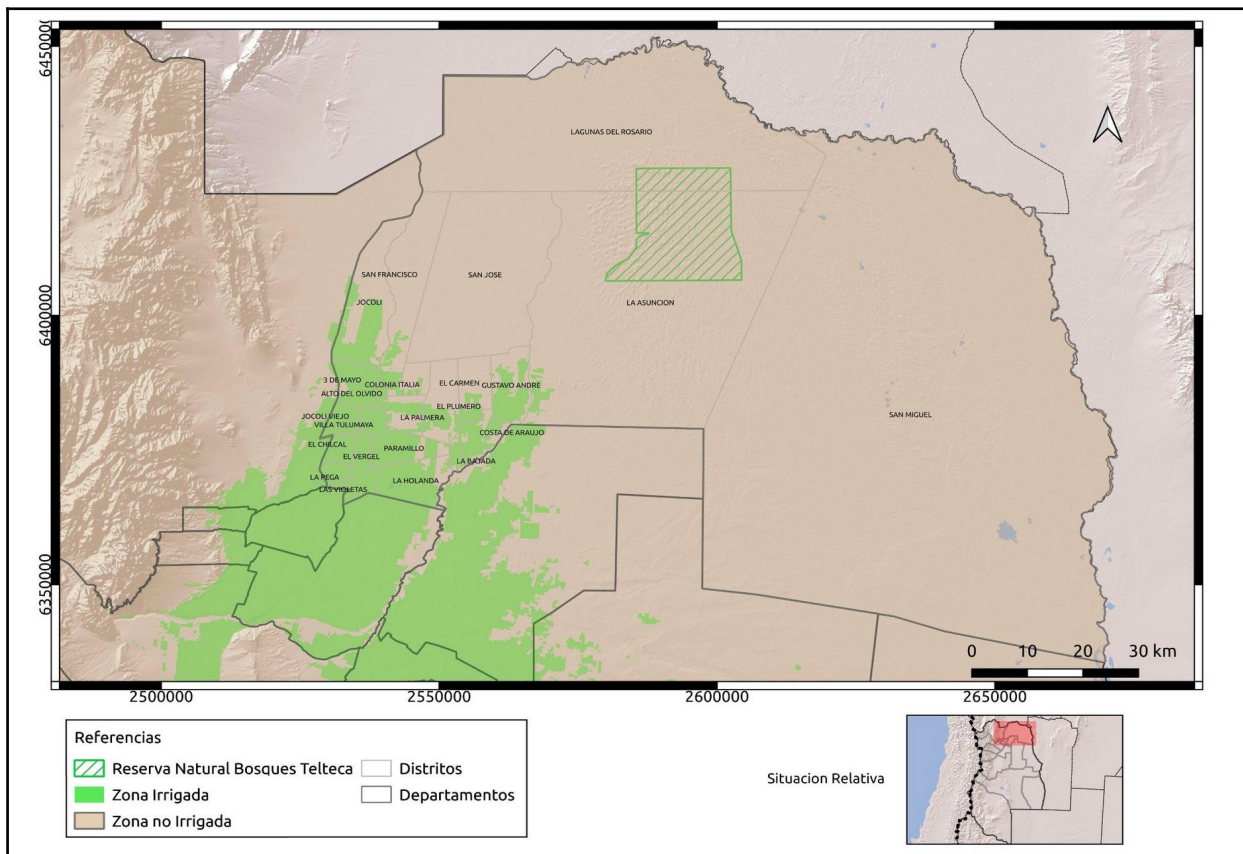 6450000
LAGUNAS DEL ROSARIO
SAN FRANCISCO
SAN JOSE
JOCOLI
LA ASUNCION
6400000
3 DE MAYO
COLONIA ITALIA
EL CARMEN
GUSTAVO ANDRE
ALTO DEL OLVIDO
EL PLUMERO
JOCOLI VIEJO
LA PALMERA
SAN MIGUEL
VILLA TULUMAYA
COSTA DE ARAUJO
EL CHILCAL
PARAMILLO
EL VERGEL
LA BAJADA
LA PEGA
LA HOLANDA
LAS VIOLETAS
6350000
0 10 20 30 km
2500000 2550000 2600000 2650000
Referencias
Reserva Natural Bosques Telteca
Distritos
Zona Irrigada
Departamentos
Zona no Irrigada
Situacion Relativa